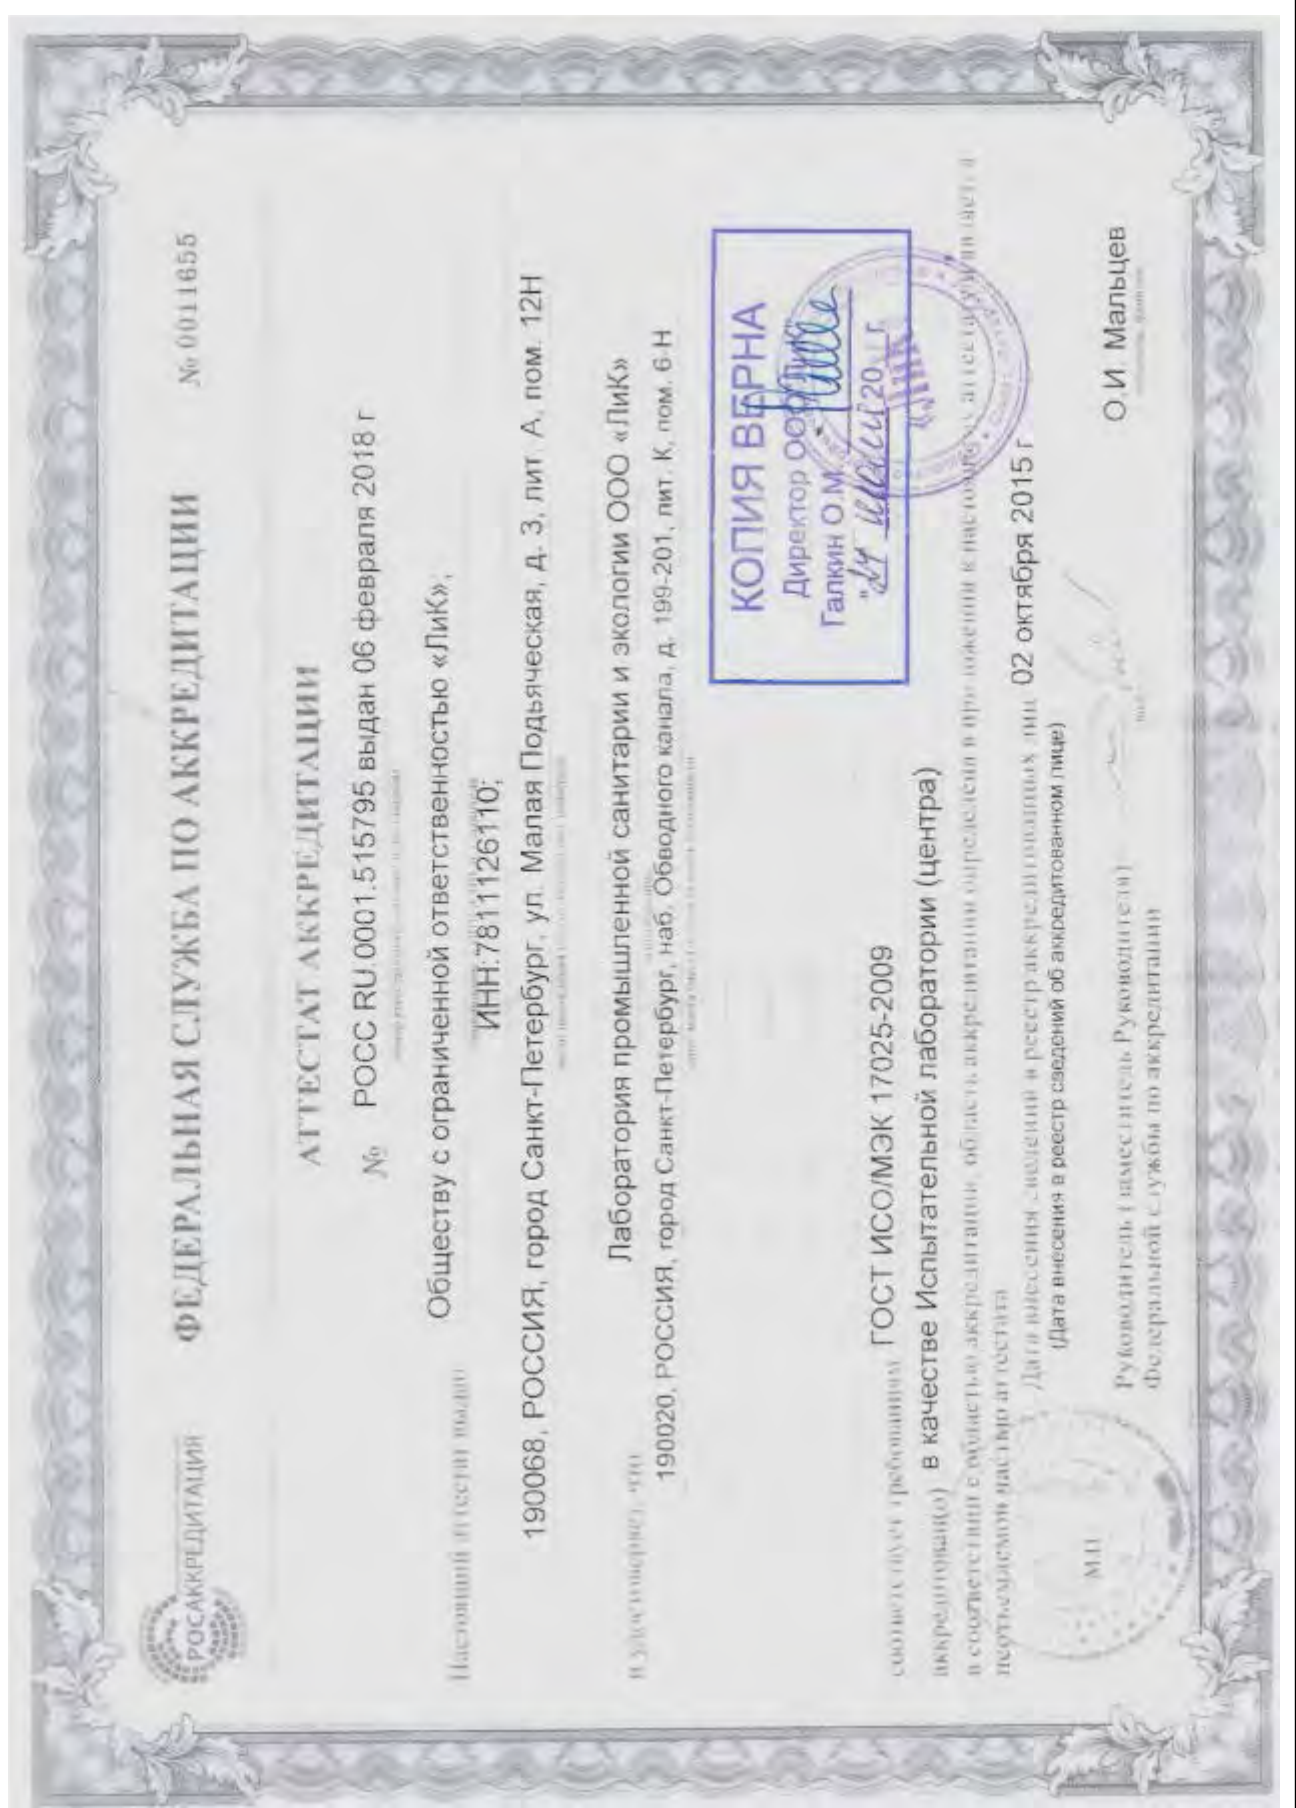 РОСАККРЕДИТАЦИЯ
РОСАККРЕДИТАЦИЯ
ФЕДЕРАЛЬНАЯ СЛУЖБА ПО АККРЕДИТАЦИИ
№ 0011655
АТТЕСТАТ АККРЕДИТАЦИИ
№ РОСС RU.0001.515795 выдан 06 февраля 2018 г
Настоящий аттестат выдан Обществу с ограниченной ответственностью «ЛиК»;
ИНН:7811126110;
190068, РОССИЯ, город Санкт-Петербург, ул. Малая Подьяческая, д. 3, лит. А, пом. 12Н
и удостоверяет, что Лаборатория промышленной санитарии и экологии ООО «ЛиК»
190020, РОССИЯ, город Санкт-Петербург, наб. Обводного канала, д. 199-201, лит. К, пом. 6-Н
КОПИЯ ВЕРНА
Директор ООО
Галкин О.М.
соответствует требованиям ГОСТ ИСО/МЭК 17025-2009
аккредитован(о) в качестве Испытательной лаборатории (центра)
в соответствии с областью аккредитации, область аккредитации определена в приложении к настоящему аттестату и является
неотъемлемой частью аттестата
Дата внесения сведений в реестр аккредитованных лиц 02 октября 2015 г
(Дата внесения в реестр сведений об аккредитованном лице)
Руководитель (заместитель Руководителя)
Федеральной службы по аккредитации
О.И. Мальцев
М.П